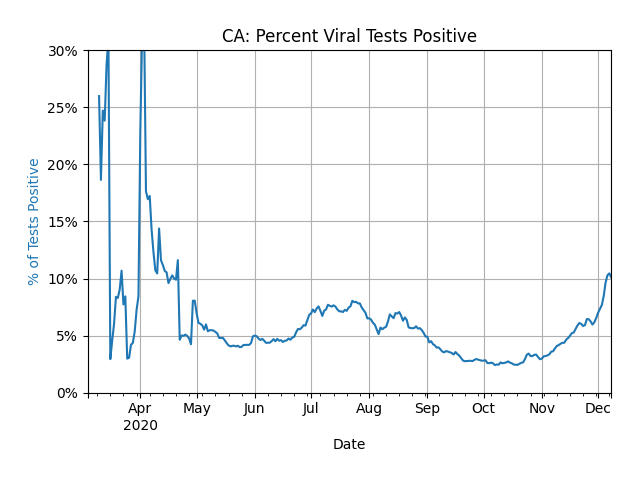 CA: Percent Viral Tests Positive
30%
25%
20%
15%
10%
5%
0%
% of Tests Positive
Apr May Jun Jul Aug Sep Oct Nov Dec
2020
Date